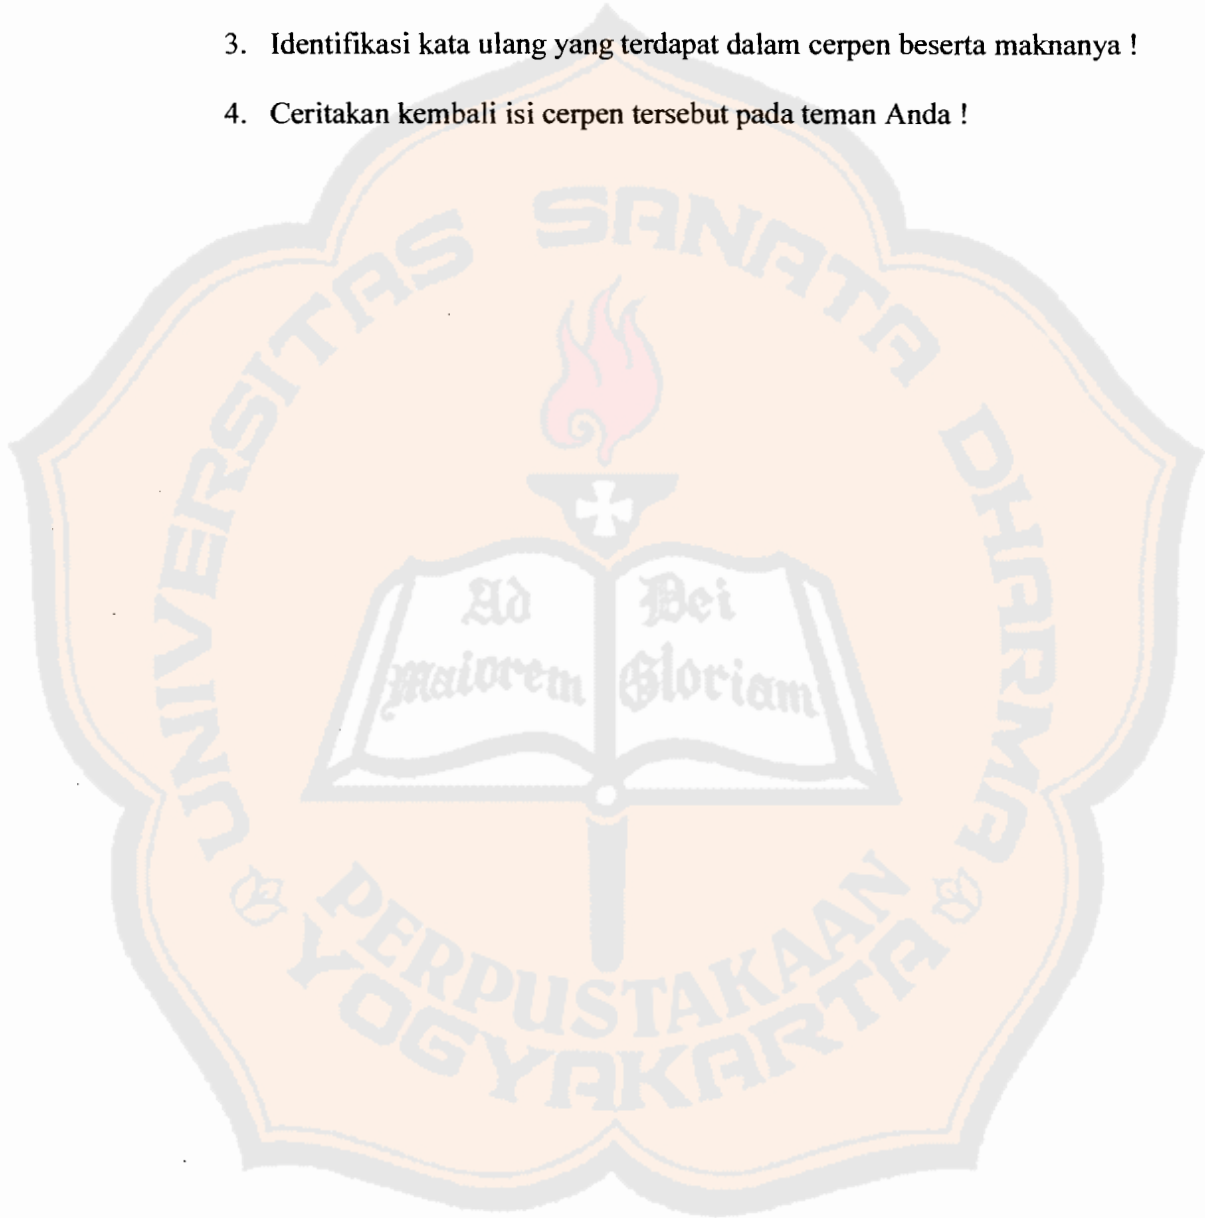 3. Identifikasi kata ulang yang terdapat dalam cerpen beserta maknanya !
4. Ceritakan kembali isi cerpen tersebut pada teman Anda !
UNIVERSITAS SANATA DHARMA
Ad Dei
maiorem Gloriam
PERPUSTAKAAN
YOGYAKARTA